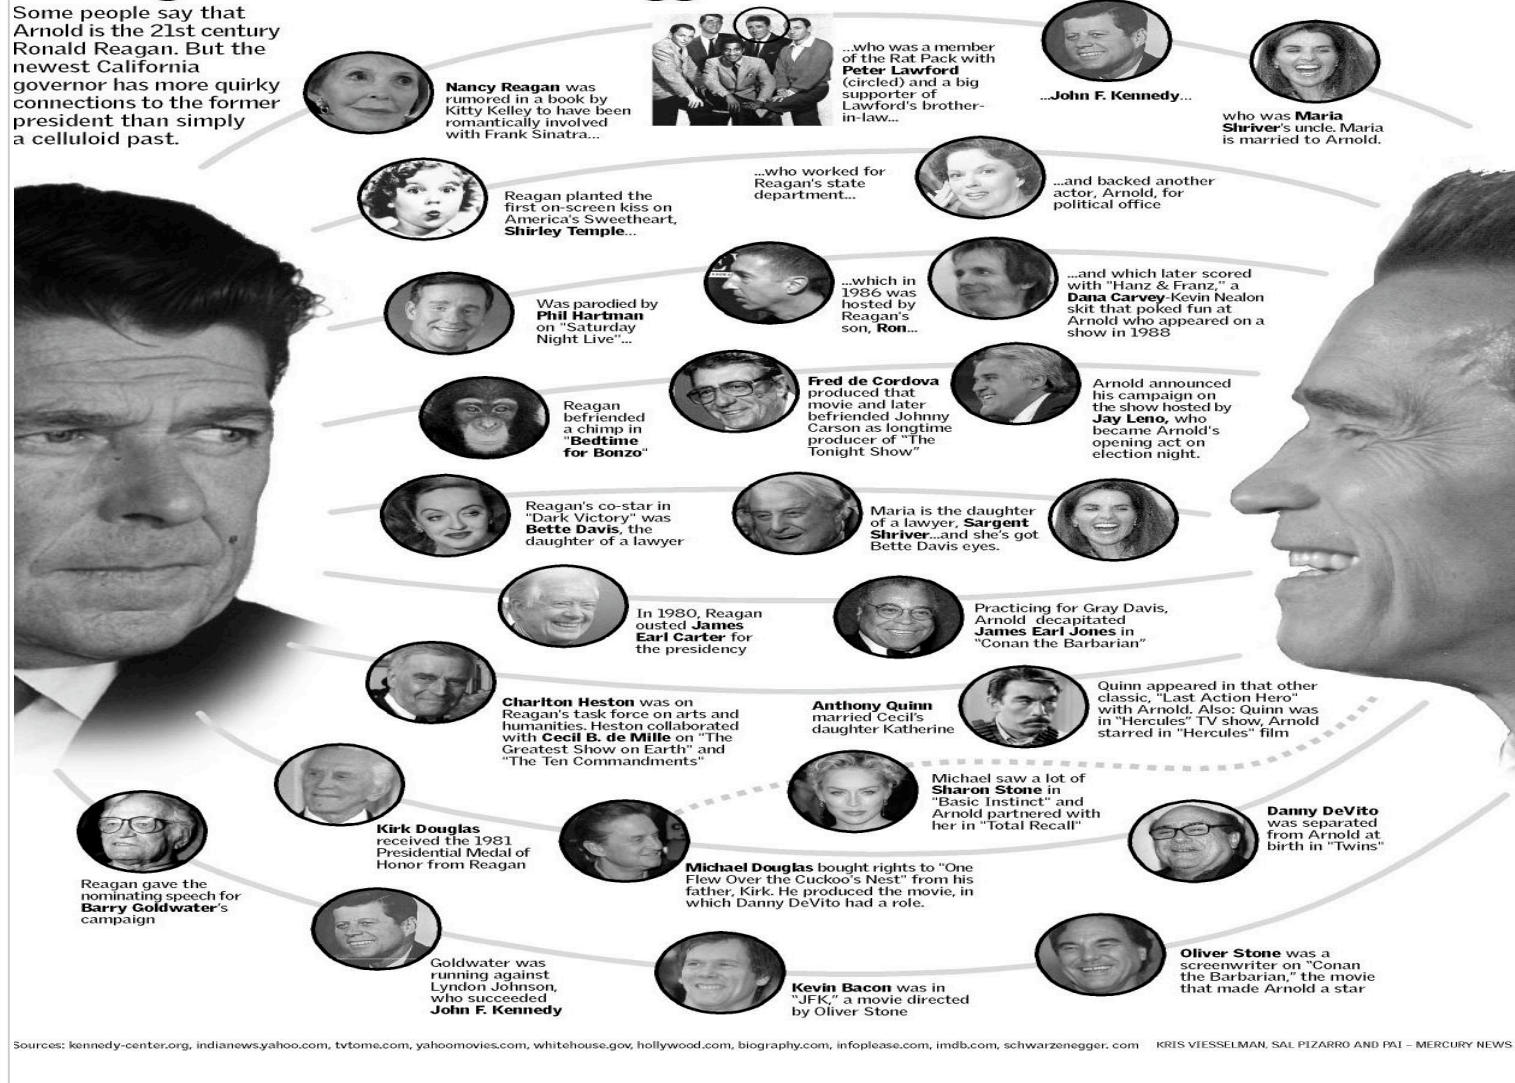 Some people say that
Arnold is the 21st century
Ronald Reagan. But the
newest California
governor has more quirky
connections to the former
president than simply
a celluloid past.
Nancy Reagan was
rumored in a book by
Kitty Kelley to have been
romantically involved
with Frank Sinatra...
...who was a member
of the Rat Pack with
Peter Lawford
(circled) and a big
supporter of
Lawford's brother-
in-law...
...John F. Kennedy...
who was Maria
Shriver's uncle. Maria
is married to Arnold.
Reagan planted the
first on-screen kiss on
America's Sweetheart,
Shirley Temple...
...who worked for
Reagan's state
department...
...and backed another
actor, Arnold, for
political office
Was parodied by
Phil Hartman
on "Saturday
Night Live"...
...which in
1986 was
hosted by
Reagan's
son, Ron...
...and which later scored
with "Hanz & Franz," a
Dana Carvey-Kevin Nealon
skit that poked fun at
Arnold who appeared on a
show in 1988
Reagan
befriended
a chimp in
"Bedtime
for Bonzo"
Fred de Cordova
produced that
movie and later
befriended Johnny
Carson as longtime
producer of "The
Tonight Show"
Arnold announced
his campaign on
the show hosted by
Jay Leno, who
became Arnold's
opening act on
election night.
Reagan's co-star in
"Dark Victory" was
Bette Davis, the
daughter of a lawyer
Maria is the daughter
of a lawyer, Sargent
Shriver...and she's got
Bette Davis eyes.
In 1980, Reagan
ousted James
Earl Carter for
the presidency
Practicing for Gray Davis,
Arnold decapitated
James Earl Jones in
"Conan the Barbarian"
Charlton Heston was on
Reagan's task force on arts and
humanities. Heston collaborated
with Cecil B. de Mille on "The
Greatest Show on Earth" and
"The Ten Commandments"
Anthony Quinn
married Cecil's
daughter Katherine
Quinn appeared in that other
classic, "Last Action Hero"
with Arnold. Also: Quinn was
in "Hercules" TV show, Arnold
starred in "Hercules" film
Kirk Douglas
received the 1981
Presidential Medal of
Honor from Reagan
Michael Douglas bought rights to "One
Flew Over the Cuckoo's Nest" from his
father, Kirk. He produced the movie, in
which Danny DeVito had a role.
Michael saw a lot of
Sharon Stone in
"Basic Instinct" and
Arnold partnered with
her in "Total Recall"
Danny DeVito
was separated
from Arnold at
birth in "Twins"
Reagan gave the
nominating speech for
Barry Goldwater's
campaign
Goldwater was
running against
Lyndon Johnson,
who succeeded
John F. Kennedy
Kevin Bacon was in
"JFK," a movie directed
by Oliver Stone
Oliver Stone was a
screenwriter on "Conan
the Barbarian," the movie
that made Arnold a star
Sources: kennedy-center.org, indianews.yahoo.com, tvtome.com, yahoomovies.com, whitehouse.gov, hollywood.com, biography.com, infoplease.com, imdb.com, schwarzenegger. com
KRIS VIESSELMAN, SAL PIZARRO AND PAI – MERCURY NEWS